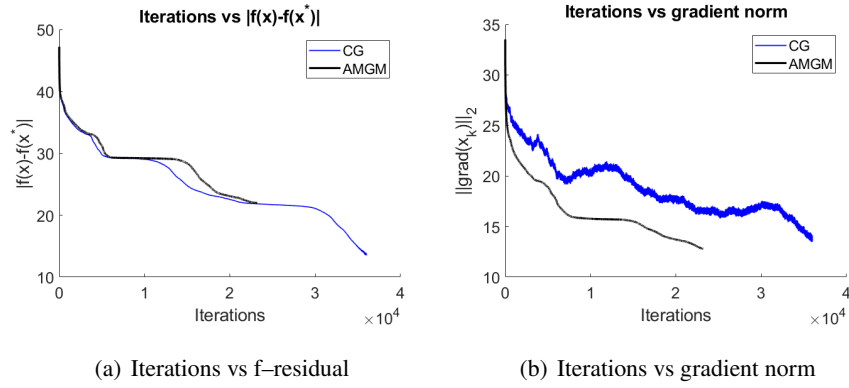 Iterations vs |f(x)-f(x*)|
50
40
30
20
10
|f(x)-f(x*)|
CG
AMGM
0
1
2
3
4
×10^4
Iterations
(a) Iterations vs f–residual
Iterations vs gradient norm
35
30
25
20
15
10
||grad(x_k)||_2
CG
AMGM
0
1
2
3
4
×10^4
Iterations
(b) Iterations vs gradient norm